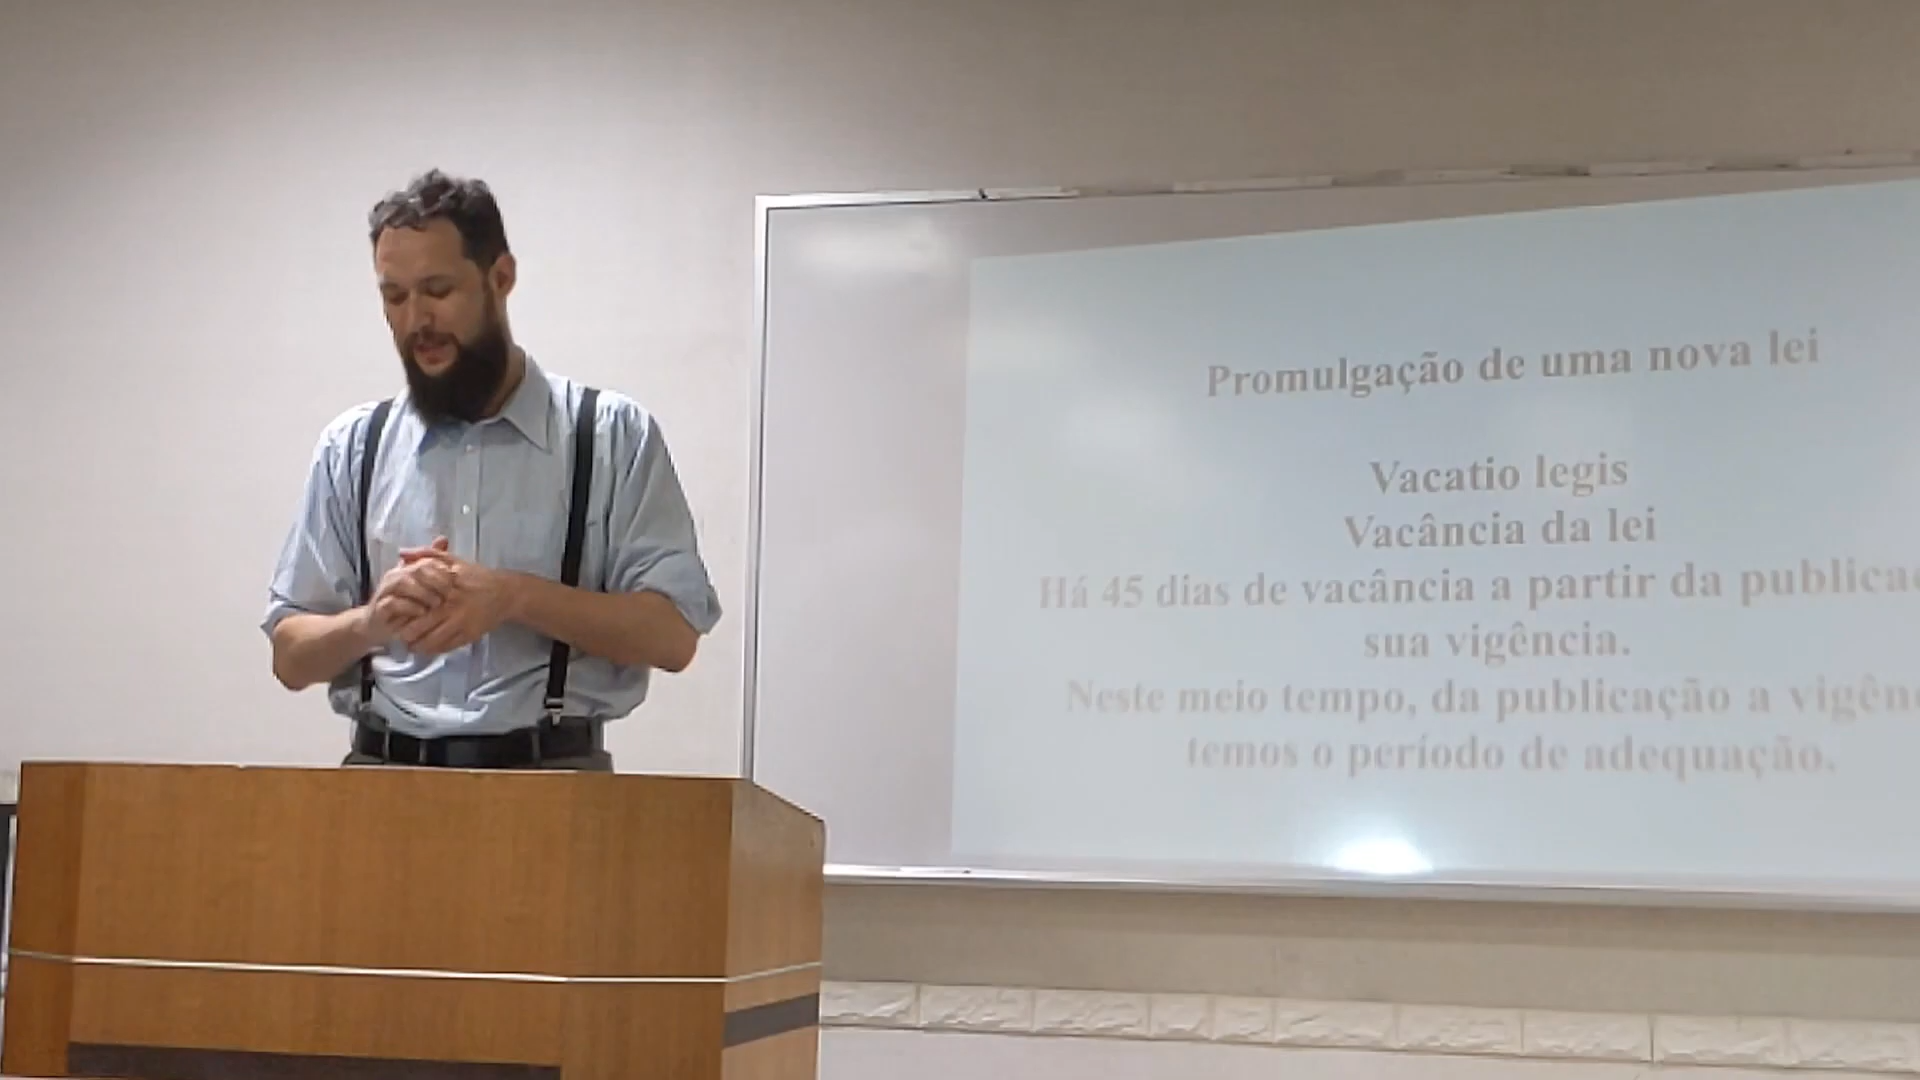 Promulgação de uma nova lei
Vacatio legis
Vacância da lei
Há 45 dias de vacância a partir da
sua vigência.
Neste meio tempo, da publicação a
temos o período de adequação.